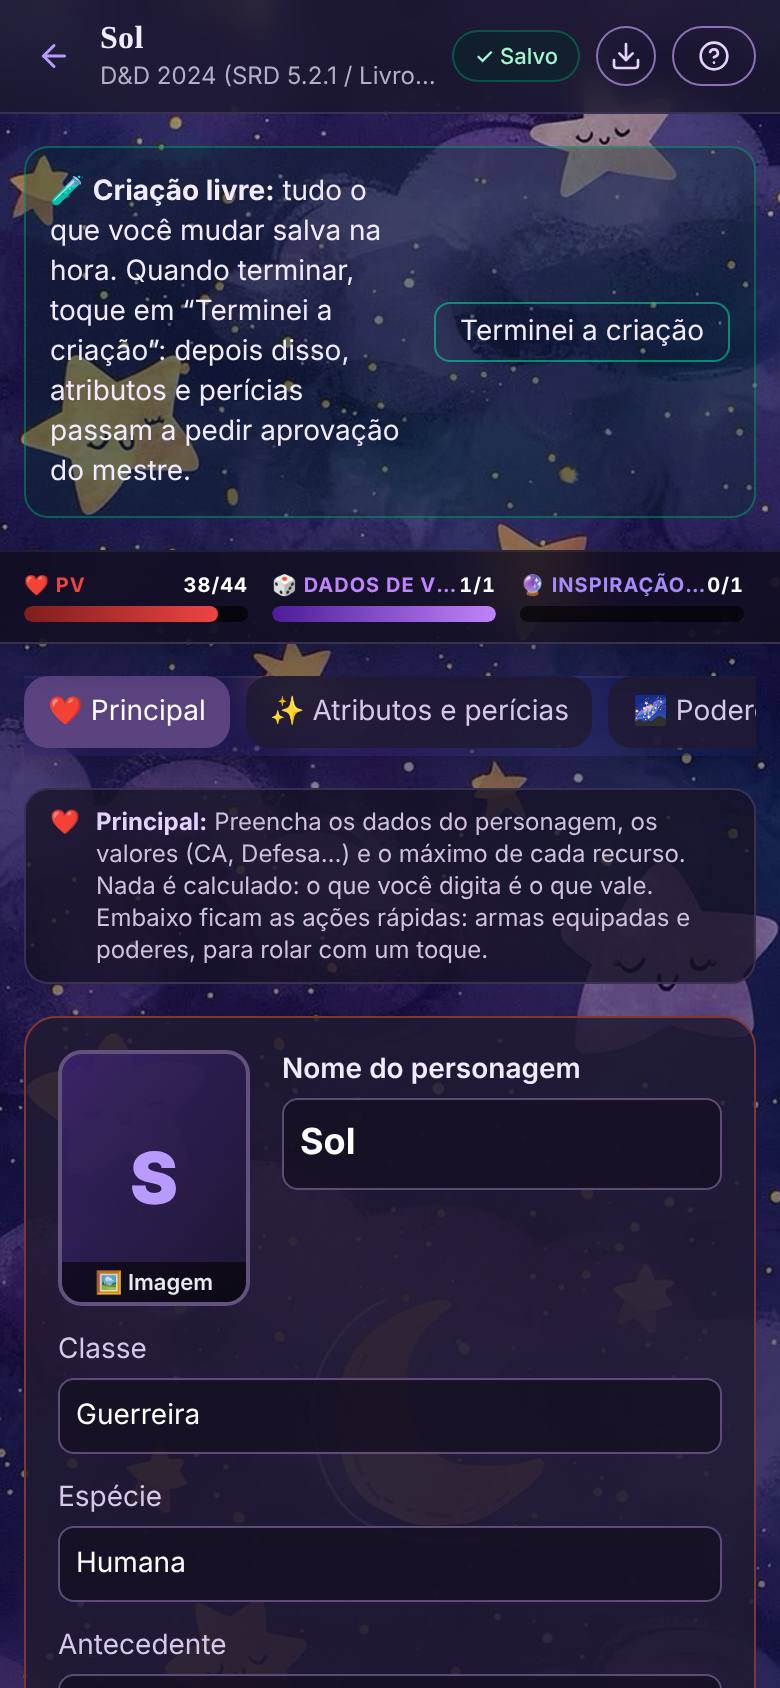 Sol
D&D 2024 (SRD 5.2.1 / Livro...
✓ Salvo
🧪 Criação livre: tudo o
que você mudar salva na
hora. Quando terminar,
toque em “Terminei a
criação”: depois disso,
atributos e perícias
passam a pedir aprovação
do mestre.
Terminei a criação
❤️ PV 38/44
🎲 DADOS DE V... 1/1
🔮 INSPIRAÇÃO... 0/1
❤️ Principal
✨ Atributos e perícias
🌌 Poder
❤️ Principal: Preencha os dados do personagem, os
valores (CA, Defesa...) e o máximo de cada recurso.
Nada é calculado: o que você digita é o que vale.
Embaixo ficam as ações rápidas: armas equipadas e
poderes, para rolar com um toque.
S
🖼️ Imagem
Nome do personagem
Sol
Classe
Guerreira
Espécie
Humana
Antecedente